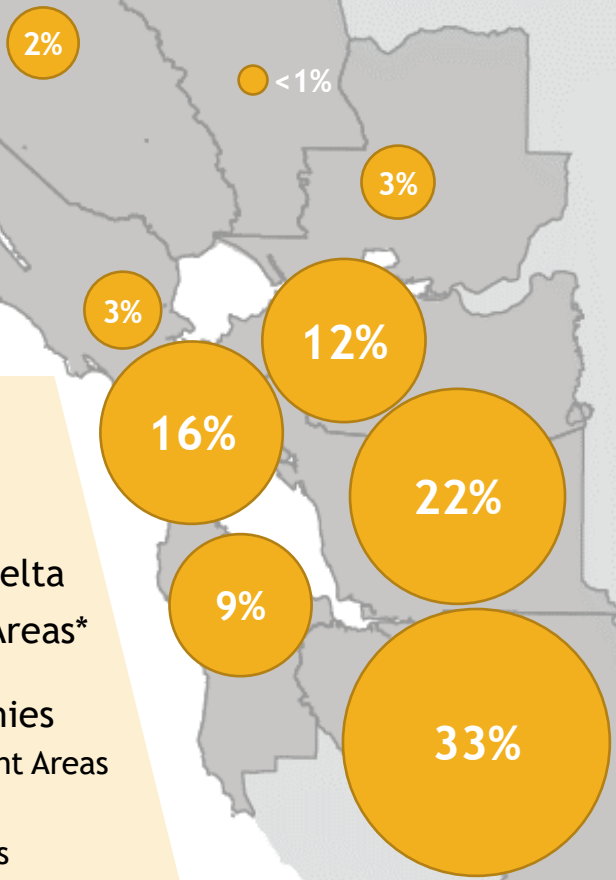 2%
<1%
3%
3%
12%
16%
22%
9%
33%
elta
Areas*
nies
nt Areas
s